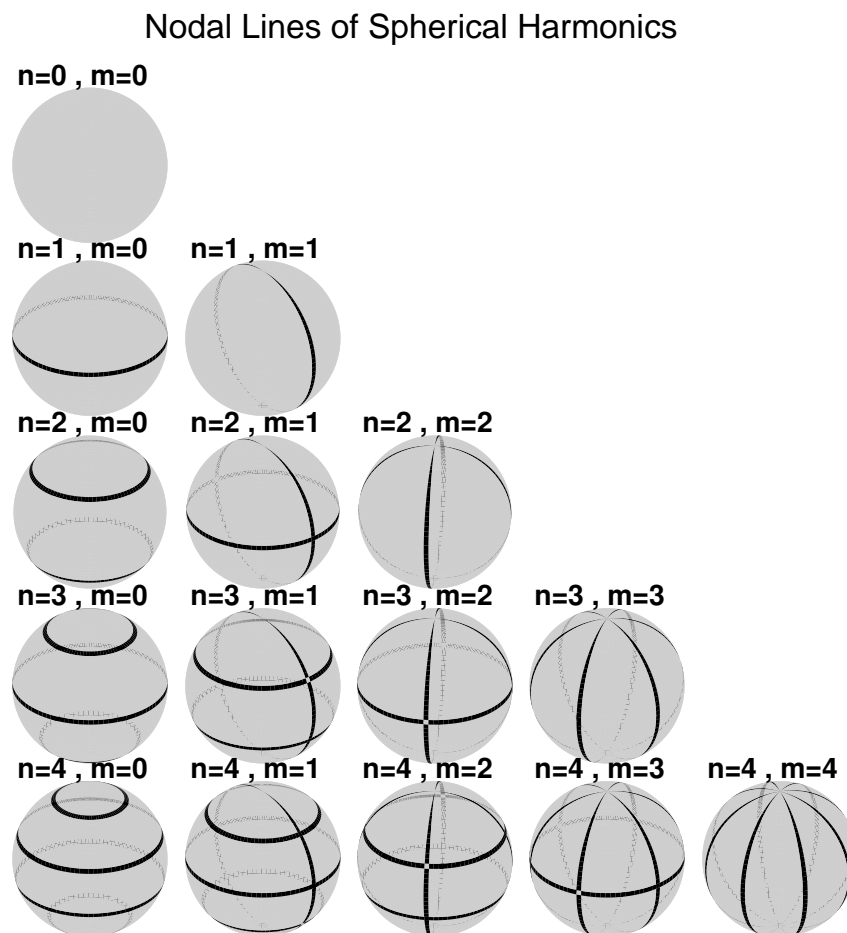 Nodal Lines of Spherical Harmonics
n=0 , m=0
n=1 , m=0
n=1 , m=1
n=2 , m=0
n=2 , m=1
n=2 , m=2
n=3 , m=0
n=3 , m=1
n=3 , m=2
n=3 , m=3
n=4 , m=0
n=4 , m=1
n=4 , m=2
n=4 , m=3
n=4 , m=4